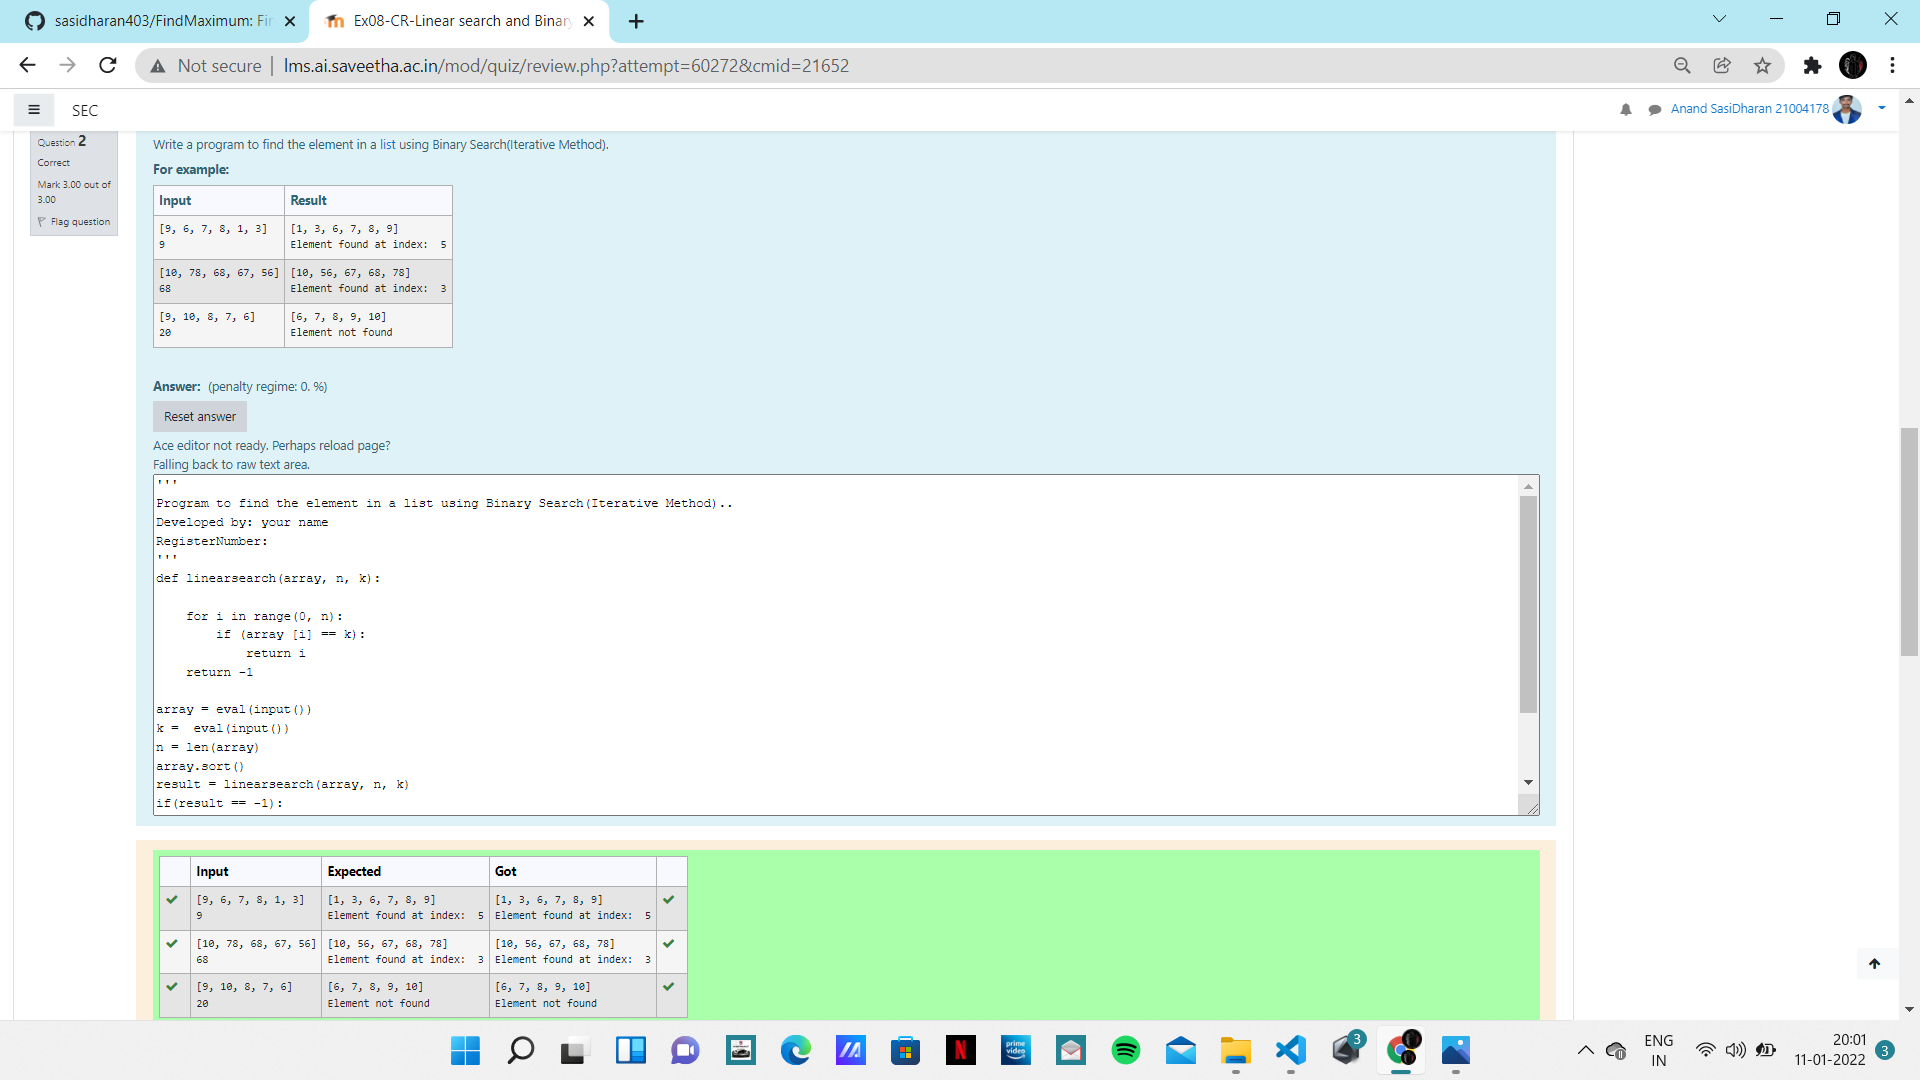 sasidharan403/FindMaximum: Fin
Ex08-CR-Linear search and Binary
Not secure
lms.ai.saveetha.ac.in/mod/quiz/review.php?attempt=60272&cmid=21652
SEC
Anand SasiDharan 21004178
Question 2
Correct
Mark 3.00 out of
3.00
Flag question
Write a program to find the element in a list using Binary Search(Iterative Method).
For example:
Input Result
[9, 6, 7, 8, 1, 3] [1, 3, 6, 7, 8, 9]
9 Element found at index:  5
[10, 78, 68, 67, 56] [10, 56, 67, 68, 78]
68 Element found at index:  3
[9, 10, 8, 7, 6] [6, 7, 8, 9, 10]
20 Element not found
Answer: (penalty regime: 0. %)
Reset answer
Ace editor not ready. Perhaps reload page?
Falling back to raw text area.
'''
Program to find the element in a list using Binary Search(Iterative Method)..
Developed by: your name
RegisterNumber:
'''
def linearsearch(array, n, k):
    for i in range(0, n):
        if (array [i] == k):
            return i
    return -1
array = eval(input())
k =  eval(input())
n = len(array)
array.sort()
result = linearsearch(array, n, k)
if(result == -1):
Input Expected Got
[9, 6, 7, 8, 1, 3] [1, 3, 6, 7, 8, 9] [1, 3, 6, 7, 8, 9]
9 Element found at index:  5 Element found at index:  5
[10, 78, 68, 67, 56] [10, 56, 67, 68, 78] [10, 56, 67, 68, 78]
68 Element found at index:  3 Element found at index:  3
[9, 10, 8, 7, 6] [6, 7, 8, 9, 10] [6, 7, 8, 9, 10]
20 Element not found Element not found
prime
video
N
3
ENG
IN
20:01
11-01-2022
3